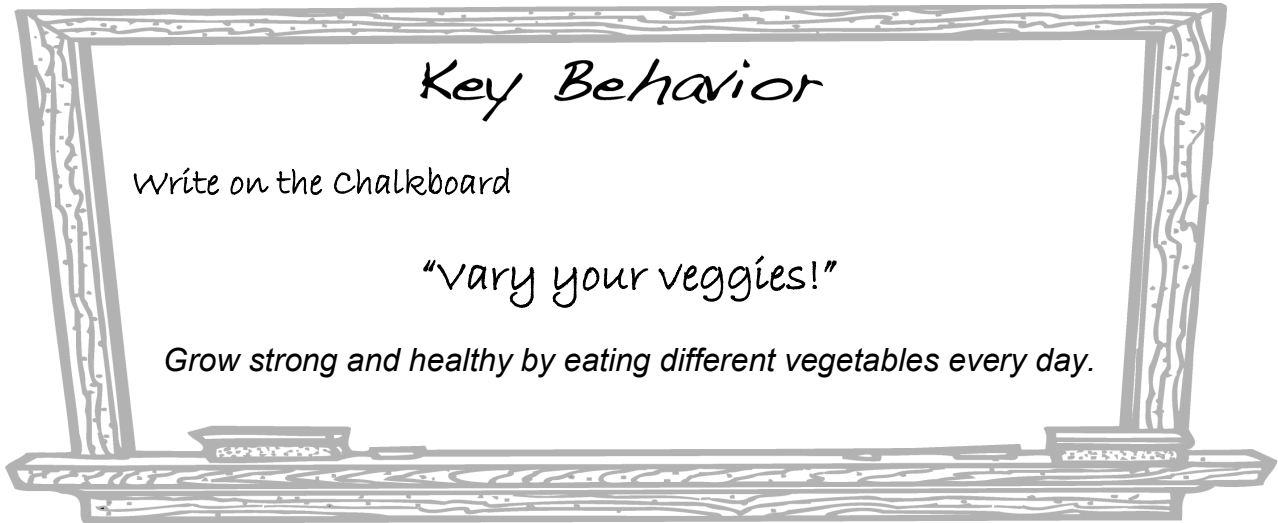 Key Behavior
Write on the Chalkboard
“Vary your veggies!”
Grow strong and healthy by eating different vegetables every day.